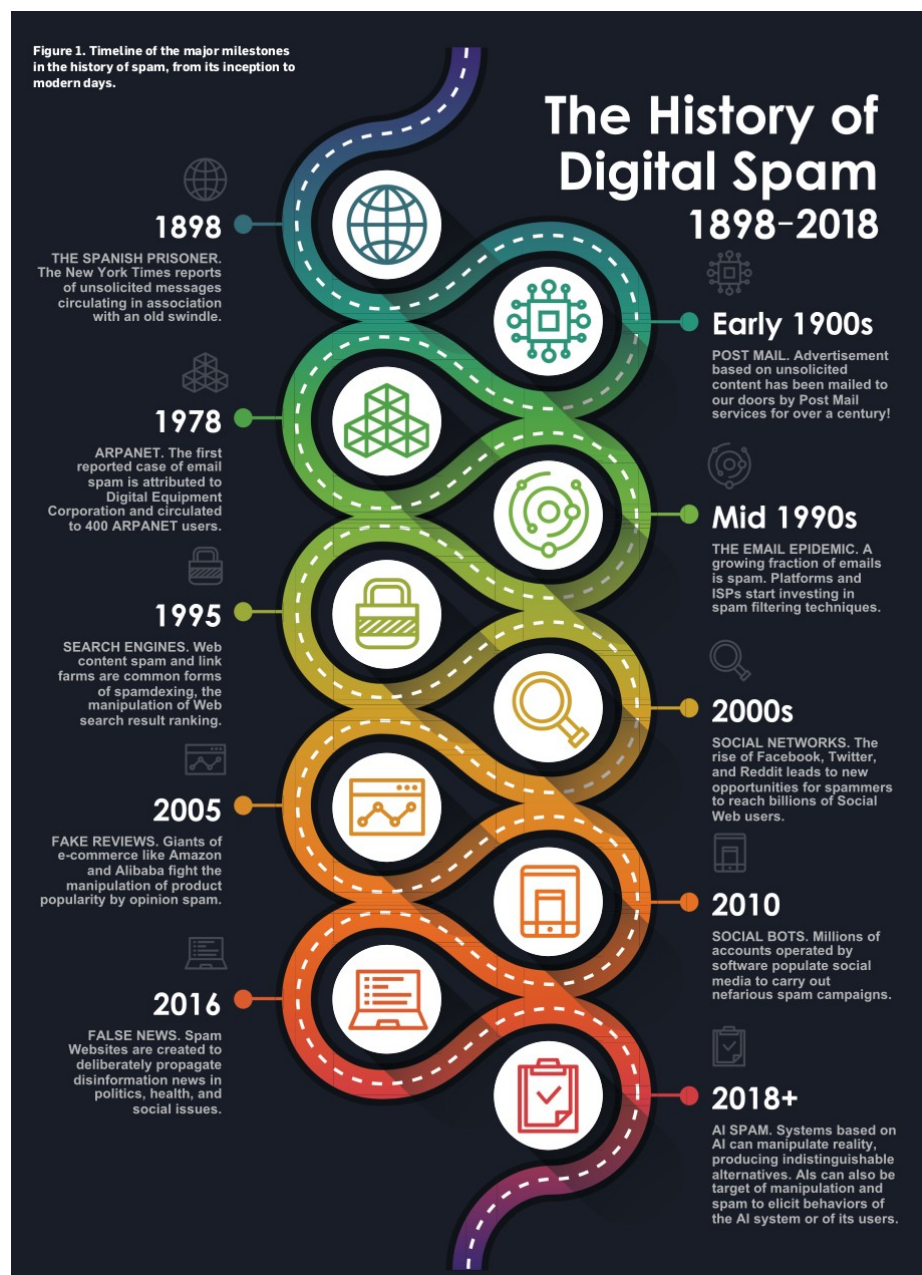 Figure 1. Timeline of the major milestones
in the history of spam, from its inception to
modern days.
The History of
Digital Spam
1898–2018
1898
THE SPANISH PRISONER.
The New York Times reports
of unsolicited messages
circulating in association
with an old swindle.
Early 1900s
POST MAIL. Advertisement
based on unsolicited
content has been mailed to
our doors by Post Mail
services for over a century!
1978
ARPANET. The first
reported case of email
spam is attributed to
Digital Equipment
Corporation and circulated
to 400 ARPANET users.
Mid 1990s
THE EMAIL EPIDEMIC. A
growing fraction of emails
is spam. Platforms and
ISPs start investing in
spam filtering techniques.
1995
SEARCH ENGINES. Web
content spam and link
farms are common forms
of spamdexing, the
manipulation of Web
search result ranking.
2000s
SOCIAL NETWORKS. The
rise of Facebook, Twitter,
and Reddit leads to new
opportunities for spammers
to reach billions of Social
Web users.
2005
FAKE REVIEWS. Giants of
e-commerce like Amazon
and Alibaba fight the
manipulation of product
popularity by opinion spam.
2010
SOCIAL BOTS. Millions of
accounts operated by
software populate social
media to carry out
nefarious spam campaigns.
2016
FALSE NEWS. Spam
Websites are created to
deliberately propagate
disinformation news in
politics, health, and
social issues.
2018+
AI SPAM. Systems based on
AI can manipulate reality,
producing indistinguishable
alternatives. AIs can also be
target of manipulation and
spam to elicit behaviors of
the AI system or of its users.